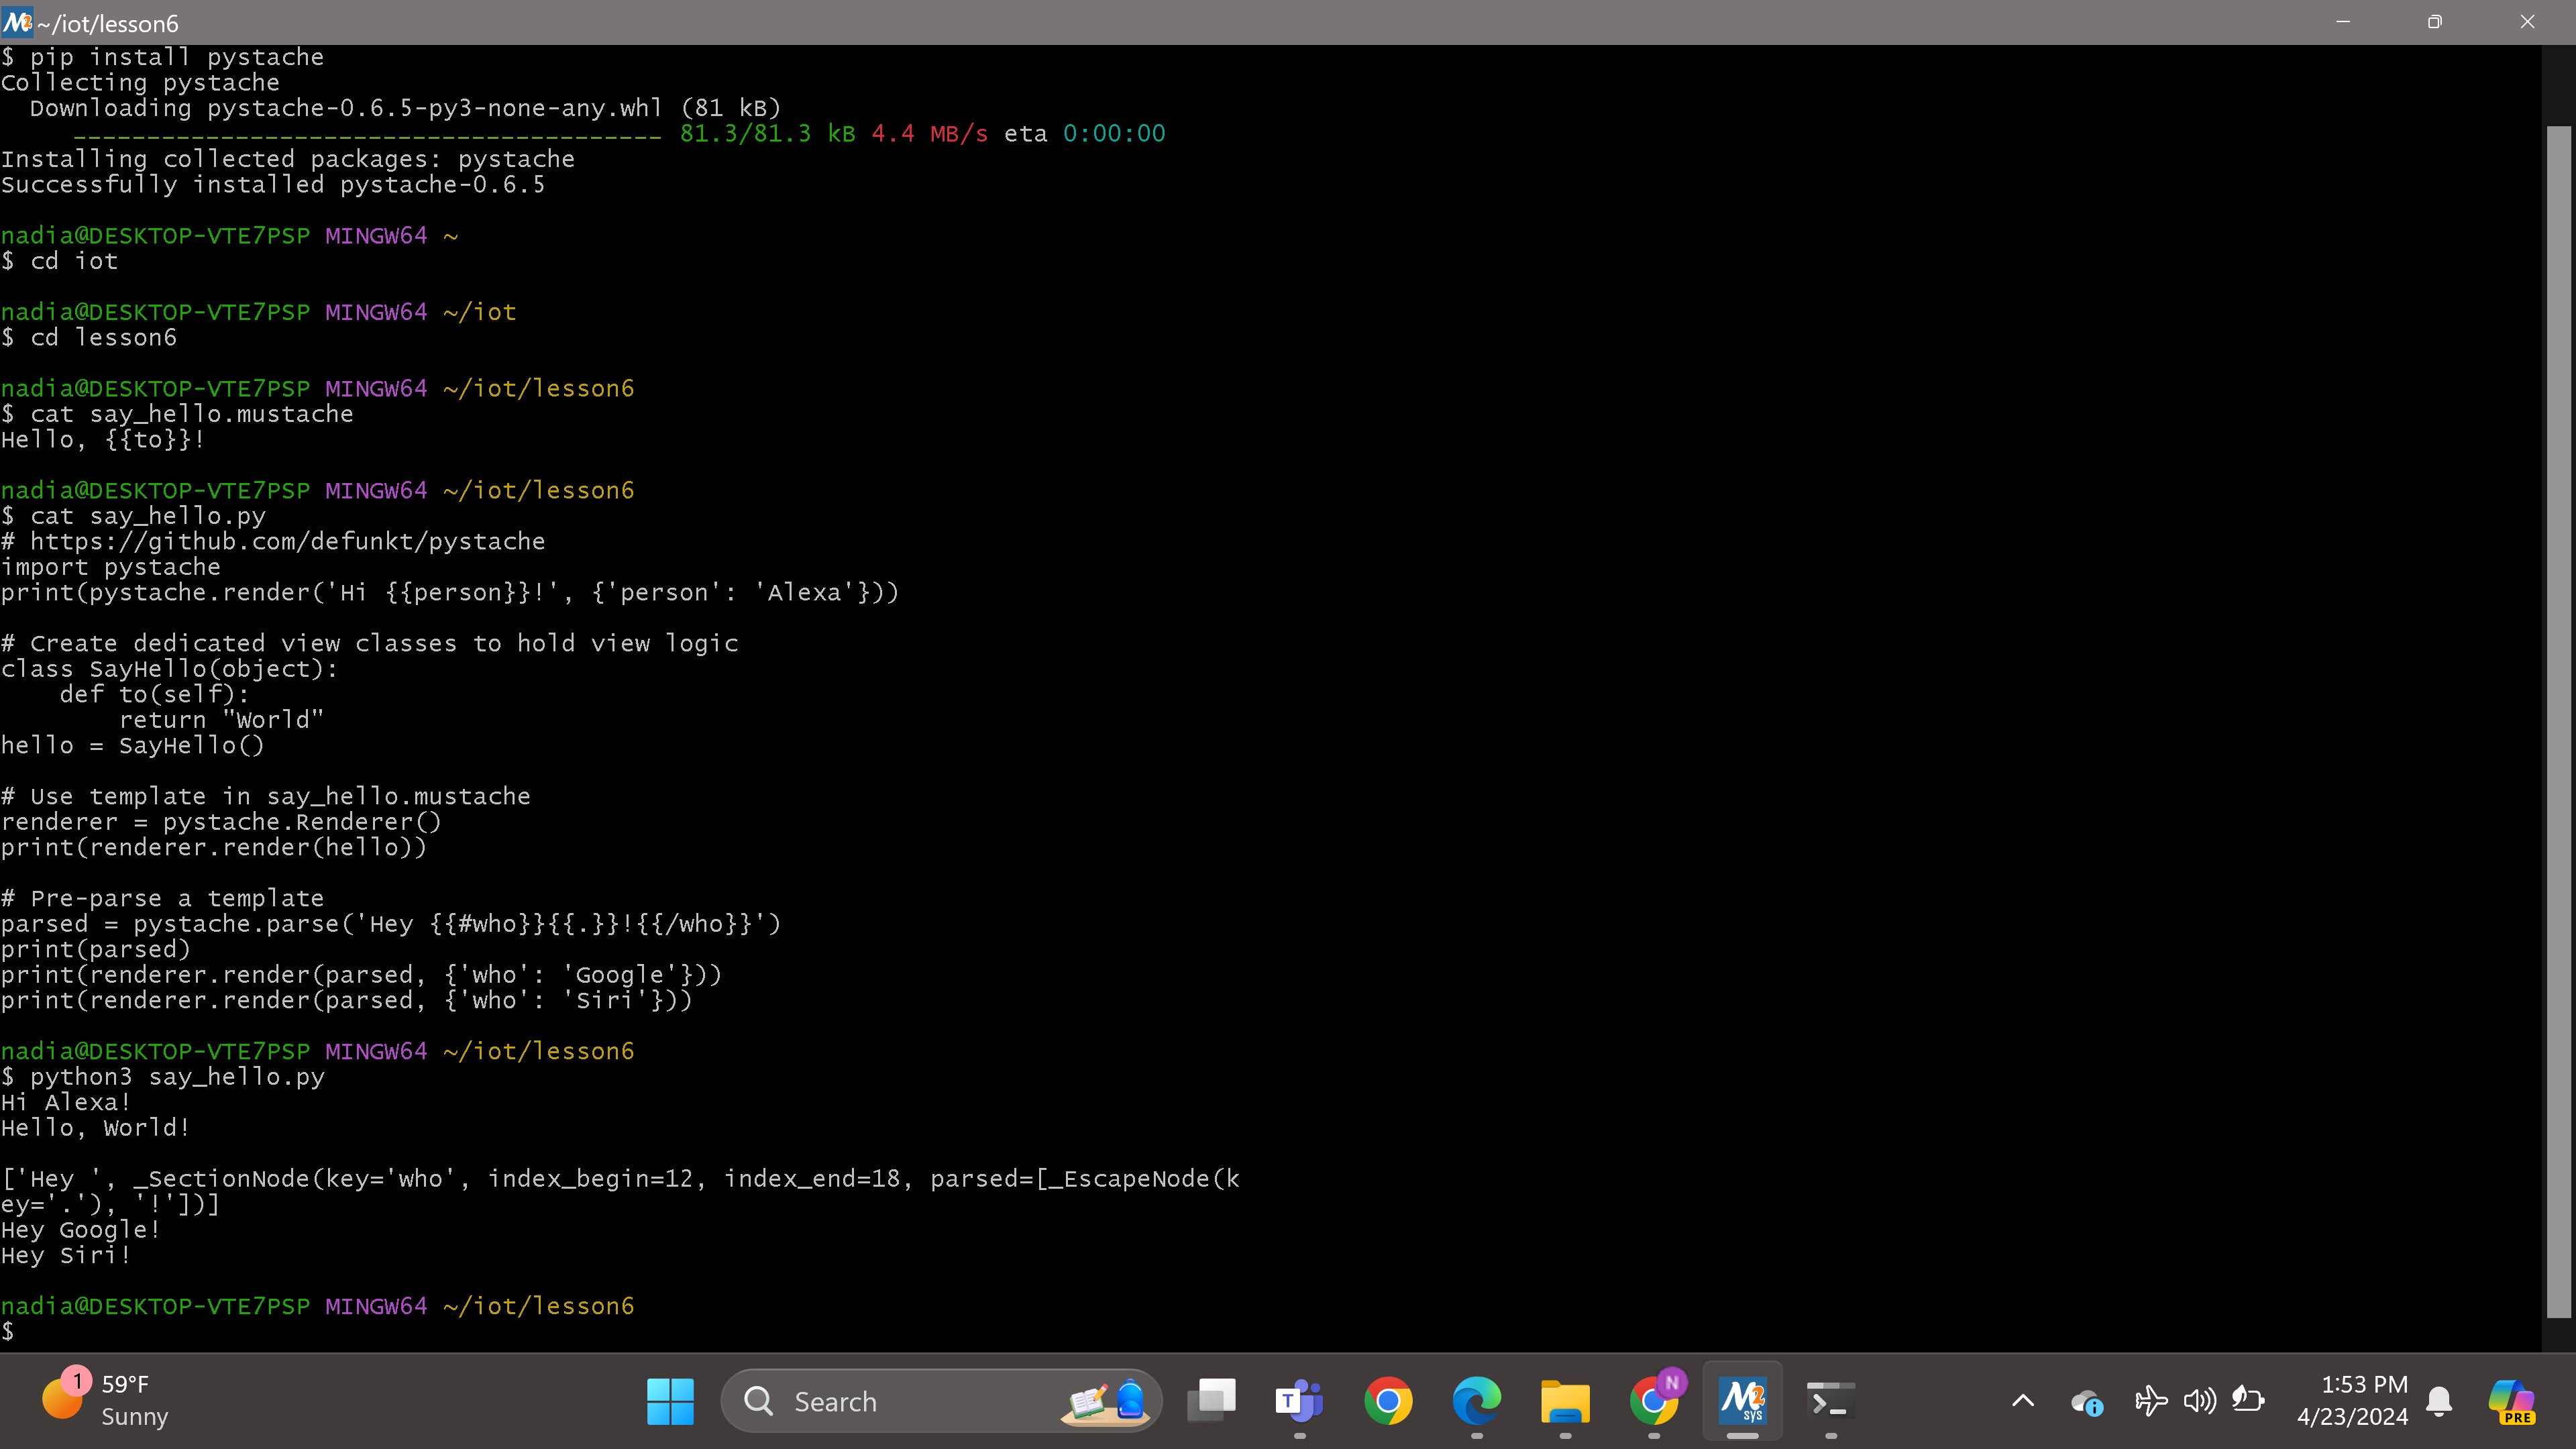 ~/iot/lesson6
$ pip install pystache
Collecting pystache
  Downloading pystache-0.6.5-py3-none-any.whl (81 kB)
     ---------------------------------------- 81.3/81.3 kB 4.4 MB/s eta 0:00:00
Installing collected packages: pystache
Successfully installed pystache-0.6.5

nadia@DESKTOP-VTE7PSP MINGW64 ~
$ cd iot

nadia@DESKTOP-VTE7PSP MINGW64 ~/iot
$ cd lesson6

nadia@DESKTOP-VTE7PSP MINGW64 ~/iot/lesson6
$ cat say_hello.mustache
Hello, {{to}}!

nadia@DESKTOP-VTE7PSP MINGW64 ~/iot/lesson6
$ cat say_hello.py
# https://github.com/defunkt/pystache
import pystache
print(pystache.render('Hi {{person}}!', {'person': 'Alexa'}))

# Create dedicated view classes to hold view logic
class SayHello(object):
    def to(self):
        return "World"
hello = SayHello()

# Use template in say_hello.mustache
renderer = pystache.Renderer()
print(renderer.render(hello))

# Pre-parse a template
parsed = pystache.parse('Hey {{#who}}{{.}}!{{/who}}')
print(parsed)
print(renderer.render(parsed, {'who': 'Google'}))
print(renderer.render(parsed, {'who': 'Siri'}))

nadia@DESKTOP-VTE7PSP MINGW64 ~/iot/lesson6
$ python3 say_hello.py
Hi Alexa!
Hello, World!

['Hey ', _SectionNode(key='who', index_begin=12, index_end=18, parsed=[_EscapeNode(k
ey='.'), '!'])]
Hey Google!
Hey Siri!

nadia@DESKTOP-VTE7PSP MINGW64 ~/iot/lesson6
$
1
59°F
Sunny
Search
T
N
M2
sys
1:53 PM
4/23/2024
PRE